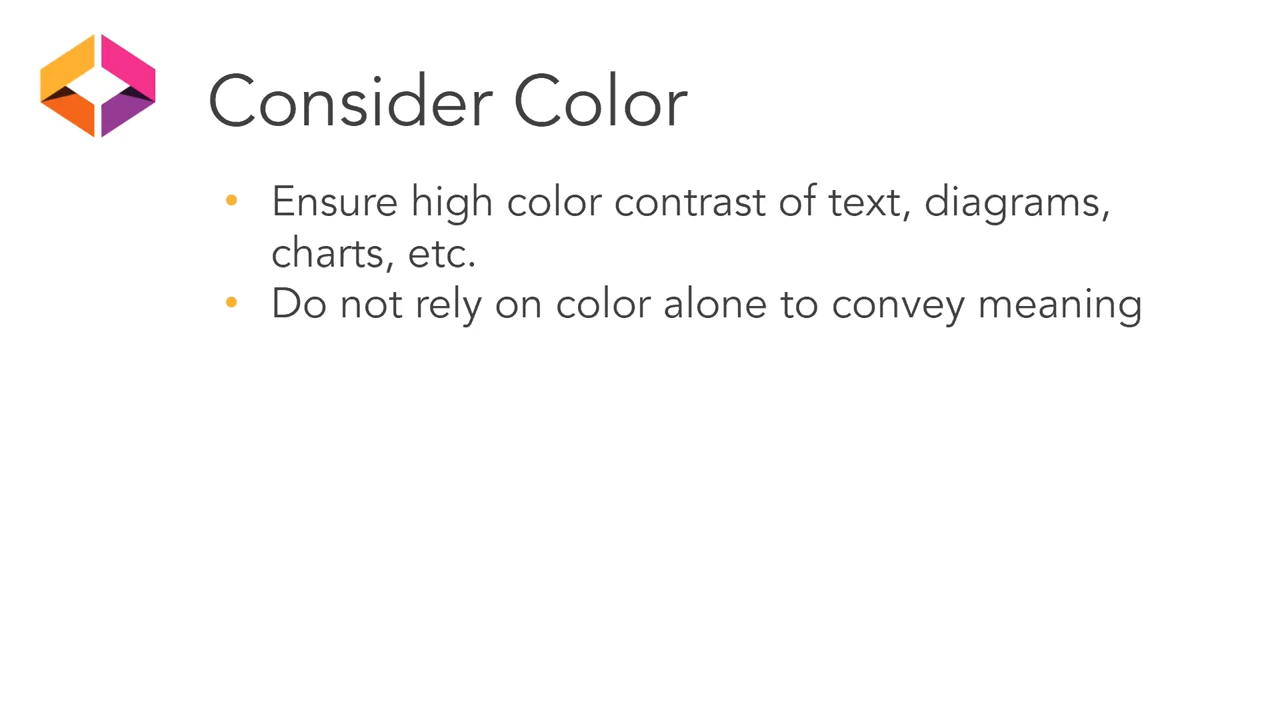 Consider Color
• Ensure high color contrast of text, diagrams,
charts, etc.
• Do not rely on color alone to convey meaning